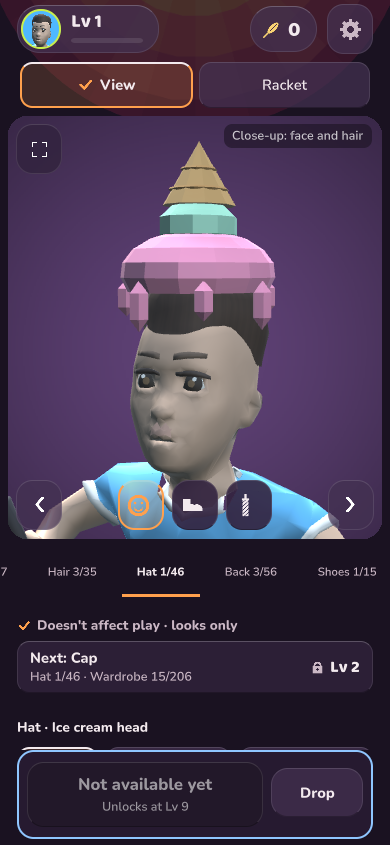 Lv 1
0
View
Racket
Close-up: face and hair
7
Hair 3/35
Hat 1/46
Back 3/56
Shoes 1/15
Doesn't affect play · looks only
Next: Cap
Hat 1/46 · Wardrobe 15/206
Lv 2
Hat · Ice cream head
Not available yet
Unlocks at Lv 9
Drop